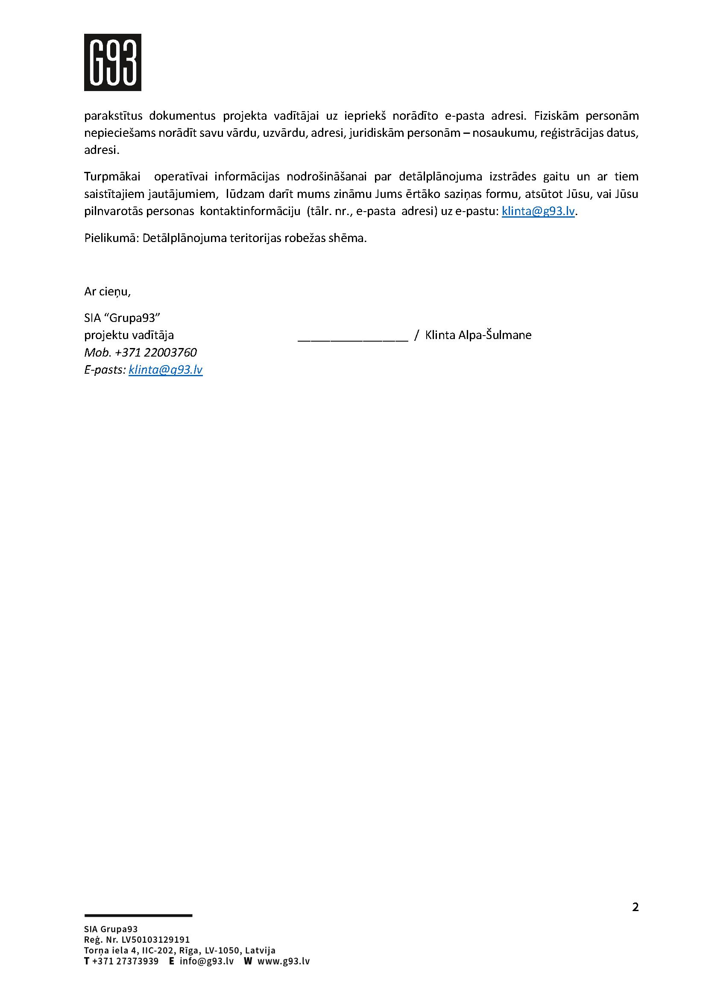 G93
parakstītus dokumentus projekta vadītājai uz iepriekš norādīto e-pasta adresi. Fiziskām personām
nepieciešams norādīt savu vārdu, uzvārdu, adresi, juridiskām personām – nosaukumu, reģistrācijas datus,
adresi.
Turpmākai operatīvai informācijas nodrošināšanai par detālplānojuma izstrādes gaitu un ar tiem
saistītajiem jautājumiem, lūdzam darīt mums zināmu Jums ērtāko saziņas formu, atsūtot Jūsu, vai Jūsu
pilnvarotās personas kontaktinformāciju (tālr. nr., e-pasta adresi) uz e-pastu: klinta@g93.lv.
Pielikumā: Detālplānojuma teritorijas robežas shēma.
Ar cieņu,
SIA “Grupa93”
projektu vadītāja _________________ / Klinta Alpa-Šulmane
Mob. +371 22003760
E-pasts: klinta@g93.lv
2
SIA Grupa93
Reģ. Nr. LV50103129191
Torņa iela 4, IIC-202, Rīga, LV-1050, Latvija
T +371 27373939 E info@g93.lv W www.g93.lv